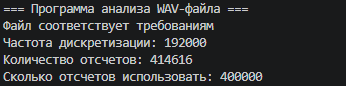 === Программа анализа WAV-файла ===
Файл соответствует требованиям
Частота дискретизации: 192000
Количество отсчетов: 414616
Сколько отсчетов использовать: 400000